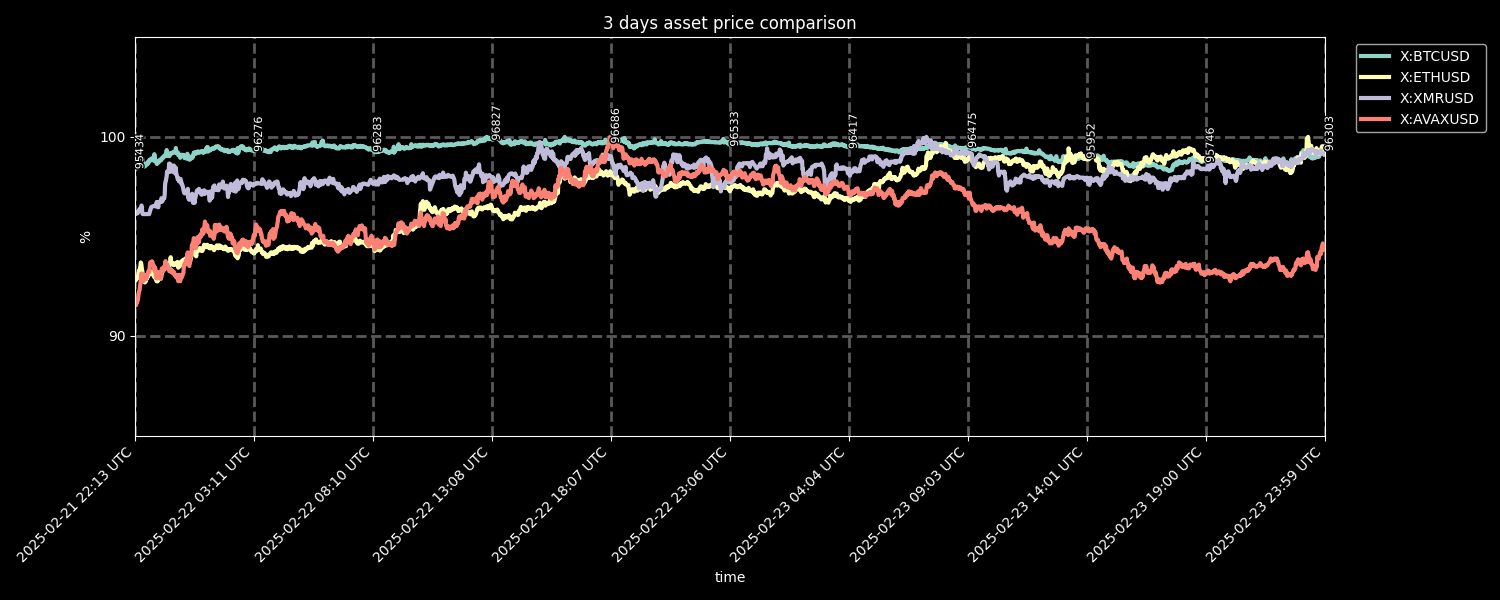 3 days asset price comparison
X:BTCUSD
X:ETHUSD
X:XMRUSD
X:AVAXUSD
100
90
%
95434
96276
96283
96827
96686
96533
96417
96475
95952
95746
96303
2025-02-21 22:13 UTC
2025-02-22 03:11 UTC
2025-02-22 08:10 UTC
2025-02-22 13:08 UTC
2025-02-22 18:07 UTC
2025-02-22 23:06 UTC
2025-02-23 04:04 UTC
2025-02-23 09:03 UTC
2025-02-23 14:01 UTC
2025-02-23 19:00 UTC
2025-02-23 23:59 UTC
time